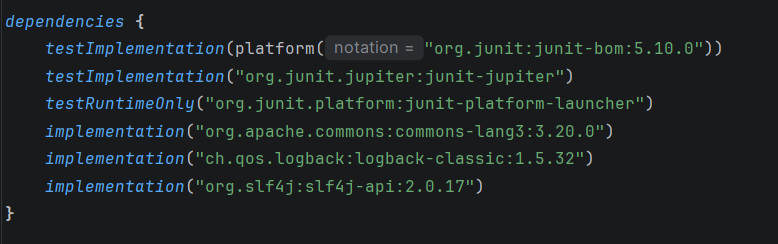 dependencies {
    testImplementation(platform( notation = "org.junit:junit-bom:5.10.0"))
    testImplementation("org.junit.jupiter:junit-jupiter")
    testRuntimeOnly("org.junit.platform:junit-platform-launcher")
    implementation("org.apache.commons:commons-lang3:3.20.0")
    implementation("ch.qos.logback:logback-classic:1.5.32")
    implementation("org.slf4j:slf4j-api:2.0.17")
}